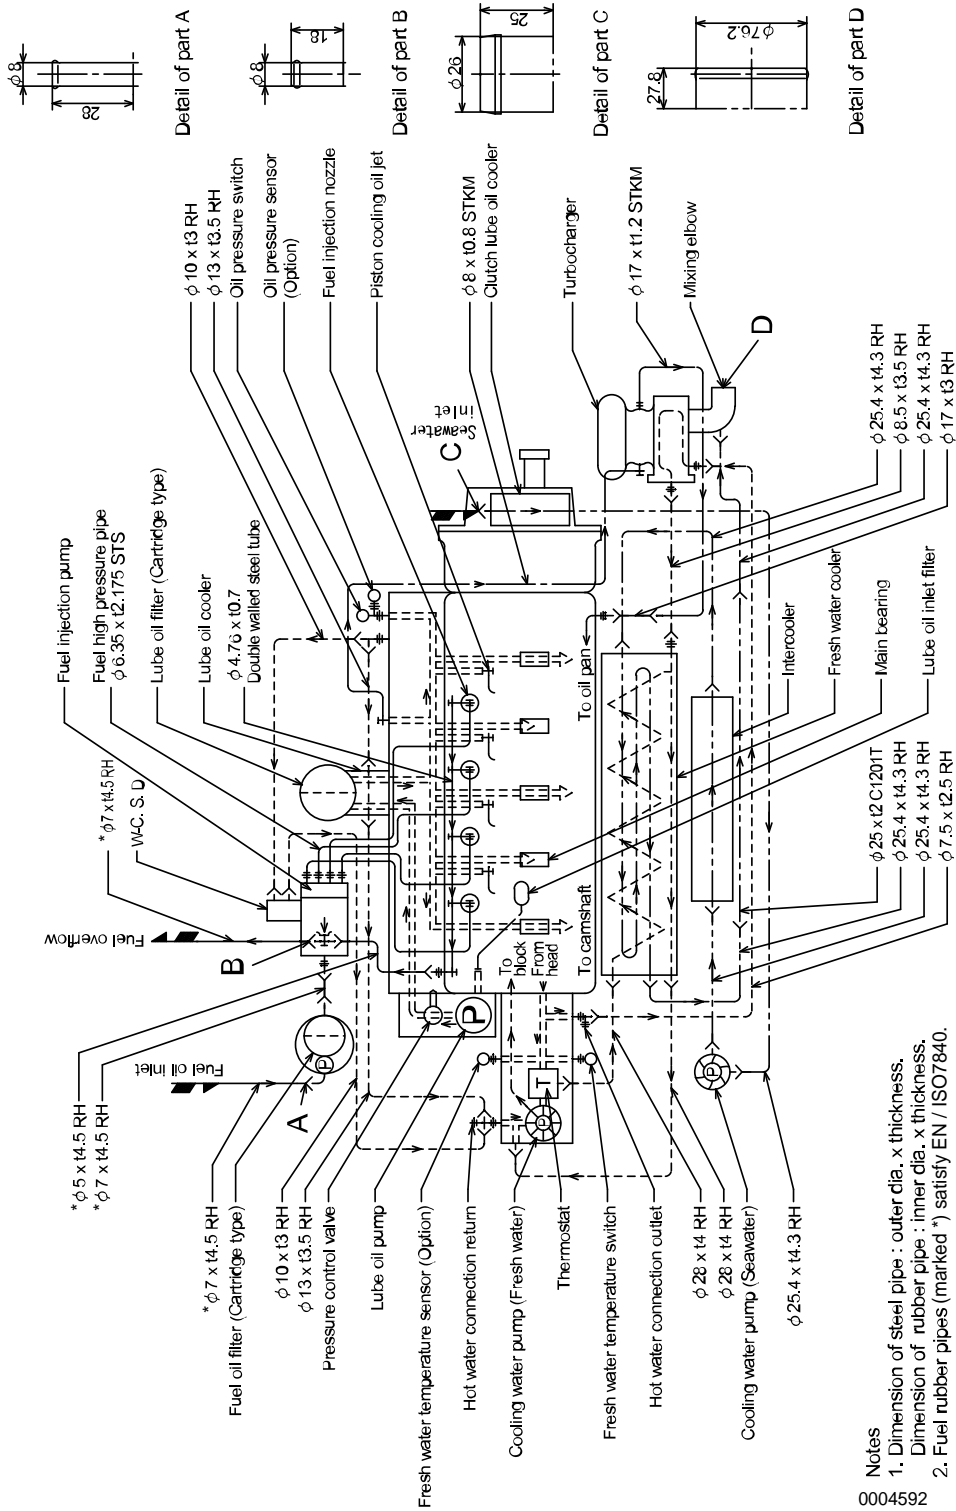 φ8
28
Detail of part A
φ8
18
Detail of part B
φ26
25
Detail of part C
φ76.2
27.8
Detail of part D
Fuel injection pump
Fuel high pressure pipe
φ6.35 x t2.175 STS
Lube oil filter (Cartridge type)
Lube oil cooler
φ4.76 x t0.7
Double walled steel tube
φ10 x t3 RH
φ13 x t3.5 RH
Oil pressure switch
Oil pressure sensor
(Option)
Fuel injection nozzle
Piston cooling oil jet
φ8 x t0.8 STKM
Clutch lube oil cooler
Turbocharger
φ17 x t1.2 STKM
Mixing elbow
*φ5 x t4.5 RH
*φ7 x t4.5 RH
Fuel oil inlet
A
B
Fuel overflow
*φ7 x t4.5 RH
W-C. S. D
Seawater
inlet
C
D
P
P
P
T
P
To
block
From
head
To camshaft
To oil pan
*φ7 x t4.5 RH
Fuel oil filter (Cartridge type)
φ10 x t3 RH
φ13 x t3.5 RH
Pressure control valve
Lube oil pump
Fresh water temperature sensor (Option)
Hot water connection return
Cooling water pump (Fresh water)
Thermostat
Fresh water temperature switch
Hot water connection outlet
φ28 x t4 RH
φ28 x t4 RH
Cooling water pump (Seawater)
φ25.4 x t4.3 RH
φ25 x t2 C1201T
φ25.4 x t4.3 RH
φ25.4 x t4.3 RH
φ7.5 x t2.5 RH
Intercooler
Fresh water cooler
Main bearing
Lube oil inlet filter
φ25.4 x t4.3 RH
φ8.5 x t3.5 RH
φ25.4 x t4.3 RH
φ17 x t3 RH
Notes
1. Dimension of steel pipe : outer dia. x thickness.
Dimension of rubber pipe : inner dia. x thickness.
2. Fuel rubber pipes (marked *) satisfy EN / ISO7840.
0004592